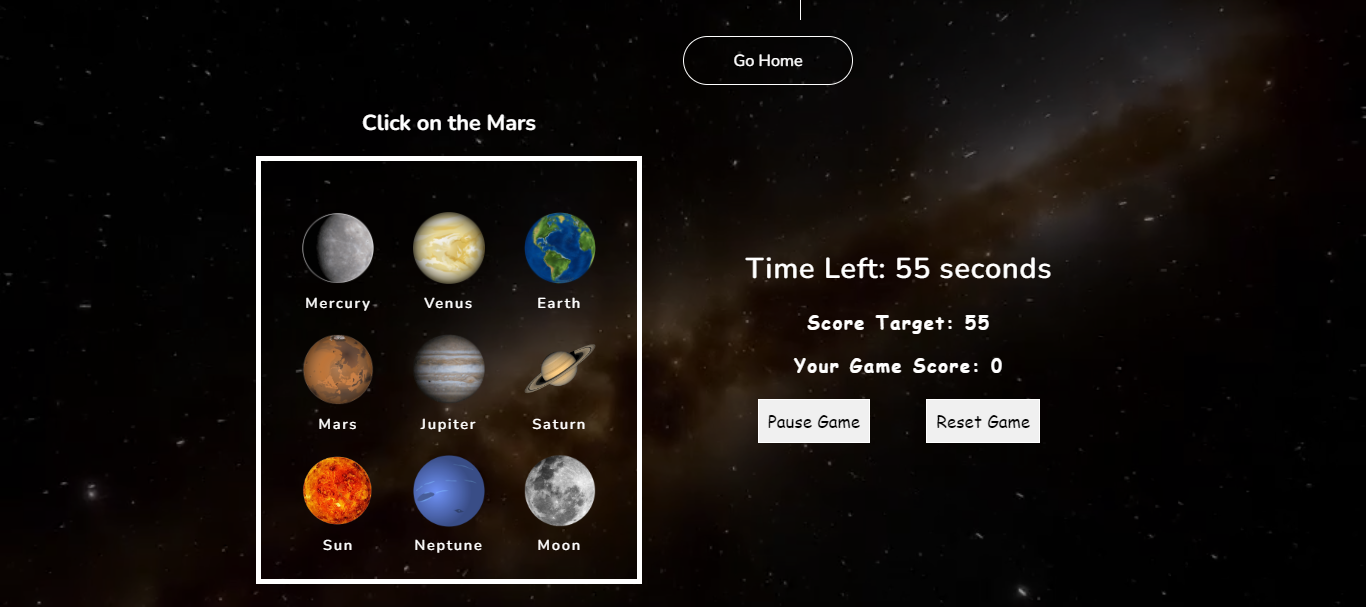 Go Home
Click on the Mars
Mercury Venus Earth
Mars Jupiter Saturn
Sun Neptune Moon
Time Left: 55 seconds
Score Target: 55
Your Game Score: 0
Pause Game Reset Game